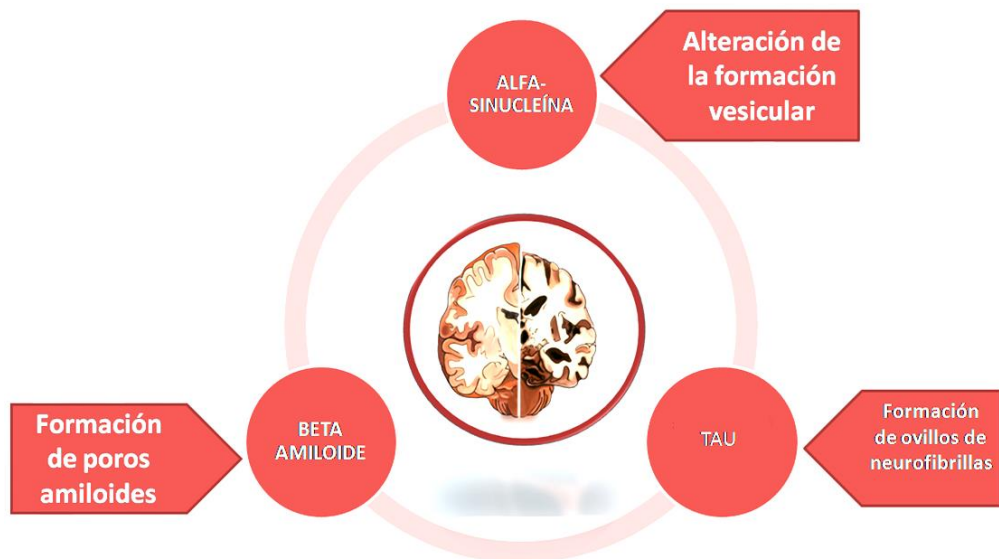 Alteración de
la formación
vesicular
ALFA-
SINUCLEÍNA
Formación
de poros
amiloides
BETA
AMILOIDE
TAU
Formación
de ovillos de
neurofibrillas